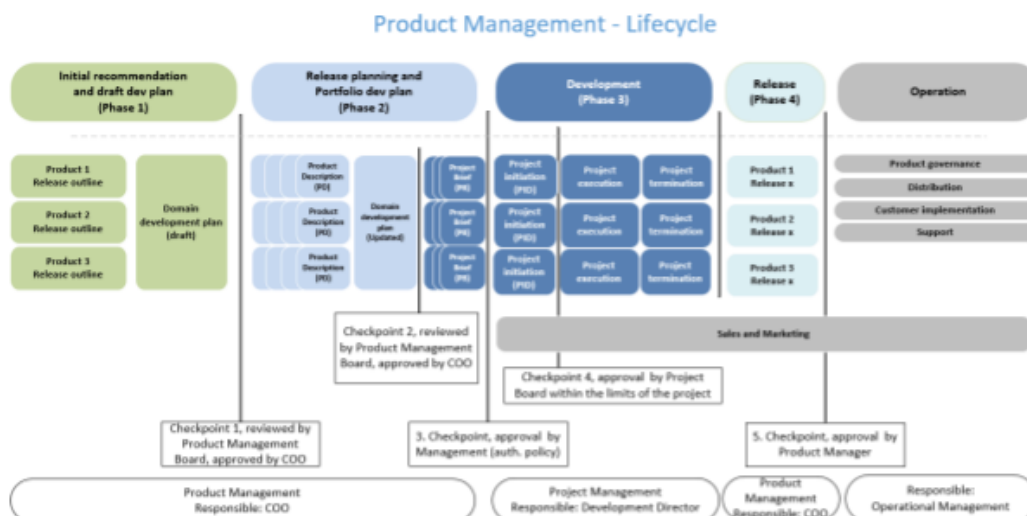 Product Management - Lifecycle
Initial recommendation
and draft dev plan
(Phase 1)
Release planning and
Portfolio dev plan
(Phase 2)
Development
(Phase 3)
Release
(Phase 4)
Operation
Product 1
Release outline
Product 2
Release outline
Product 3
Release outline
Domain
development plan
(draft)
Product
Description
(PD)
Product
Description
(PD)
Product
Description
(PD)
Domain
development
plan
(Updated)
Project
Brief
(PB)
Project
Brief
(PB)
Project
Brief
(PB)
Project
initiation
(PID)
Project
initiation
(PID)
Project
initiation
(PID)
Project
execution
Project
execution
Project
execution
Project
termination
Project
termination
Project
termination
Product 1
Release x
Product 2
Release x
Product 3
Release x
Product governance
Distribution
Customer implementation
Support
Sales and Marketing
Checkpoint 2, reviewed
by Product Management
Board, approved by COO
Checkpoint 4, approval by Project
Board within the limits of the project
Checkpoint 1, reviewed by
Product Management
Board, approved by COO
3. Checkpoint, approval by
Management (auth. policy)
5. Checkpoint, approval by
Product Manager
Product Management
Responsible: COO
Project Management
Responsible: Development Director
Product
Management
Responsible: COO
Responsible:
Operational Management